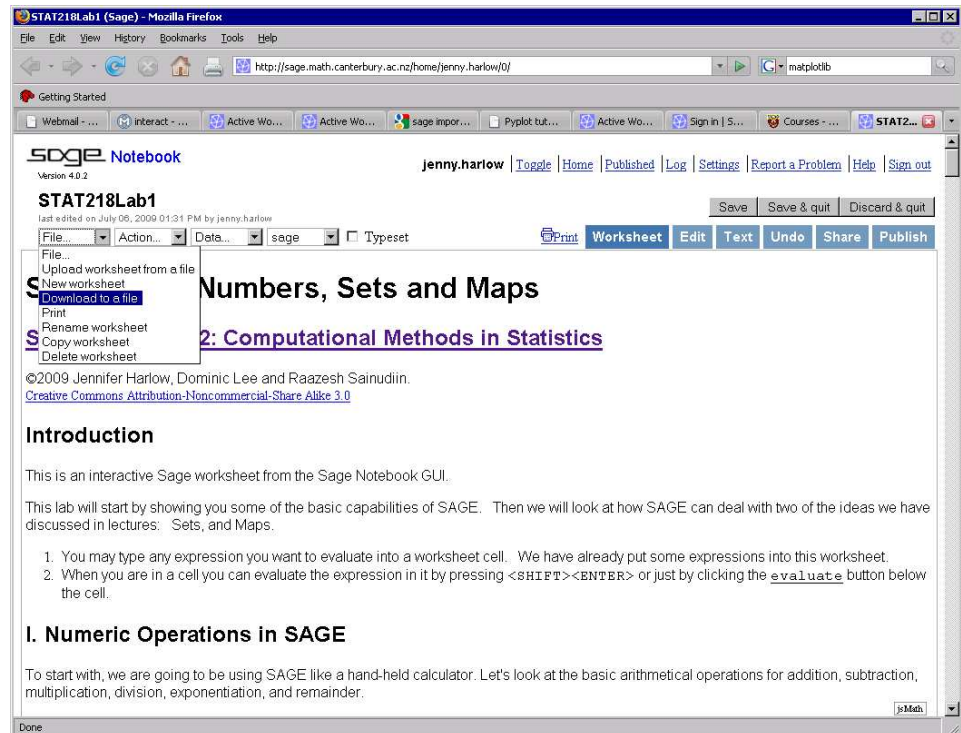 STAT218Lab1 (Sage) - Mozilla Firefox
File Edit View History Bookmarks Tools Help
http://sage.math.canterbury.ac.nz/home/jenny.harlow/0/ matplotlib
Getting Started
Webmail - ... interact - ... Active Wo... Active Wo... sage impor... Pyplot tut... Active Wo... Sign in | S... Courses - ... STAT2...
sage Notebook
Version 4.0.2
jenny.harlow | Toggle | Home | Published | Log | Settings | Report a Problem | Help | Sign out
STAT218Lab1
last edited on July 06, 2009 01:31 PM by jenny.harlow
Save Save & quit Discard & quit
File... Action... Data... sage Typeset Print Worksheet Edit Text Undo Share Publish
File...
Upload worksheet from a file
New worksheet
Download to a file
Print
Rename worksheet
Copy worksheet
Delete worksheet
S Numbers, Sets and Maps
S 2: Computational Methods in Statistics
©2009 Jennifer Harlow, Dominic Lee and Raazesh Sainudiin.
Creative Commons Attribution-Noncommercial-Share Alike 3.0
Introduction
This is an interactive Sage worksheet from the Sage Notebook GUI.
This lab will start by showing you some of the basic capabilities of SAGE. Then we will look at how SAGE can deal with two of the ideas we have
discussed in lectures: Sets, and Maps.
1. You may type any expression you want to evaluate into a worksheet cell. We have already put some expressions into this worksheet.
2. When you are in a cell you can evaluate the expression in it by pressing <SHIFT><ENTER> or just by clicking the evaluate button below
the cell.
I. Numeric Operations in SAGE
To start with, we are going to be using SAGE like a hand-held calculator. Let's look at the basic arithmetical operations for addition, subtraction,
multiplication, division, exponentiation, and remainder.
jsMath
Done